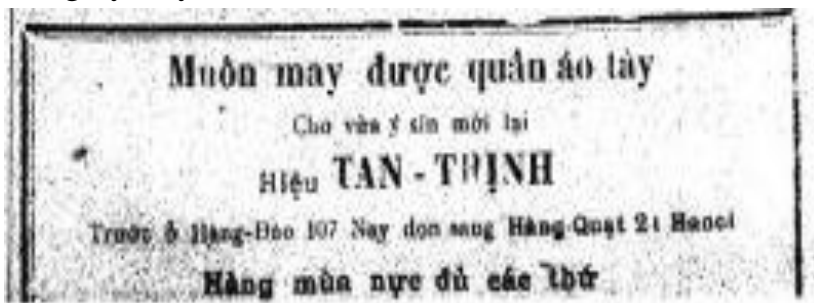 Muôn may được quần áo tây
Cho vừa ý xin mời lại
Hiệu TAN - THỊNH
Trước ở Hàng-Đào 107 Nay dọn sang Hàng Quạt 21 Hanoi
Hàng mùa nực đủ các thứ